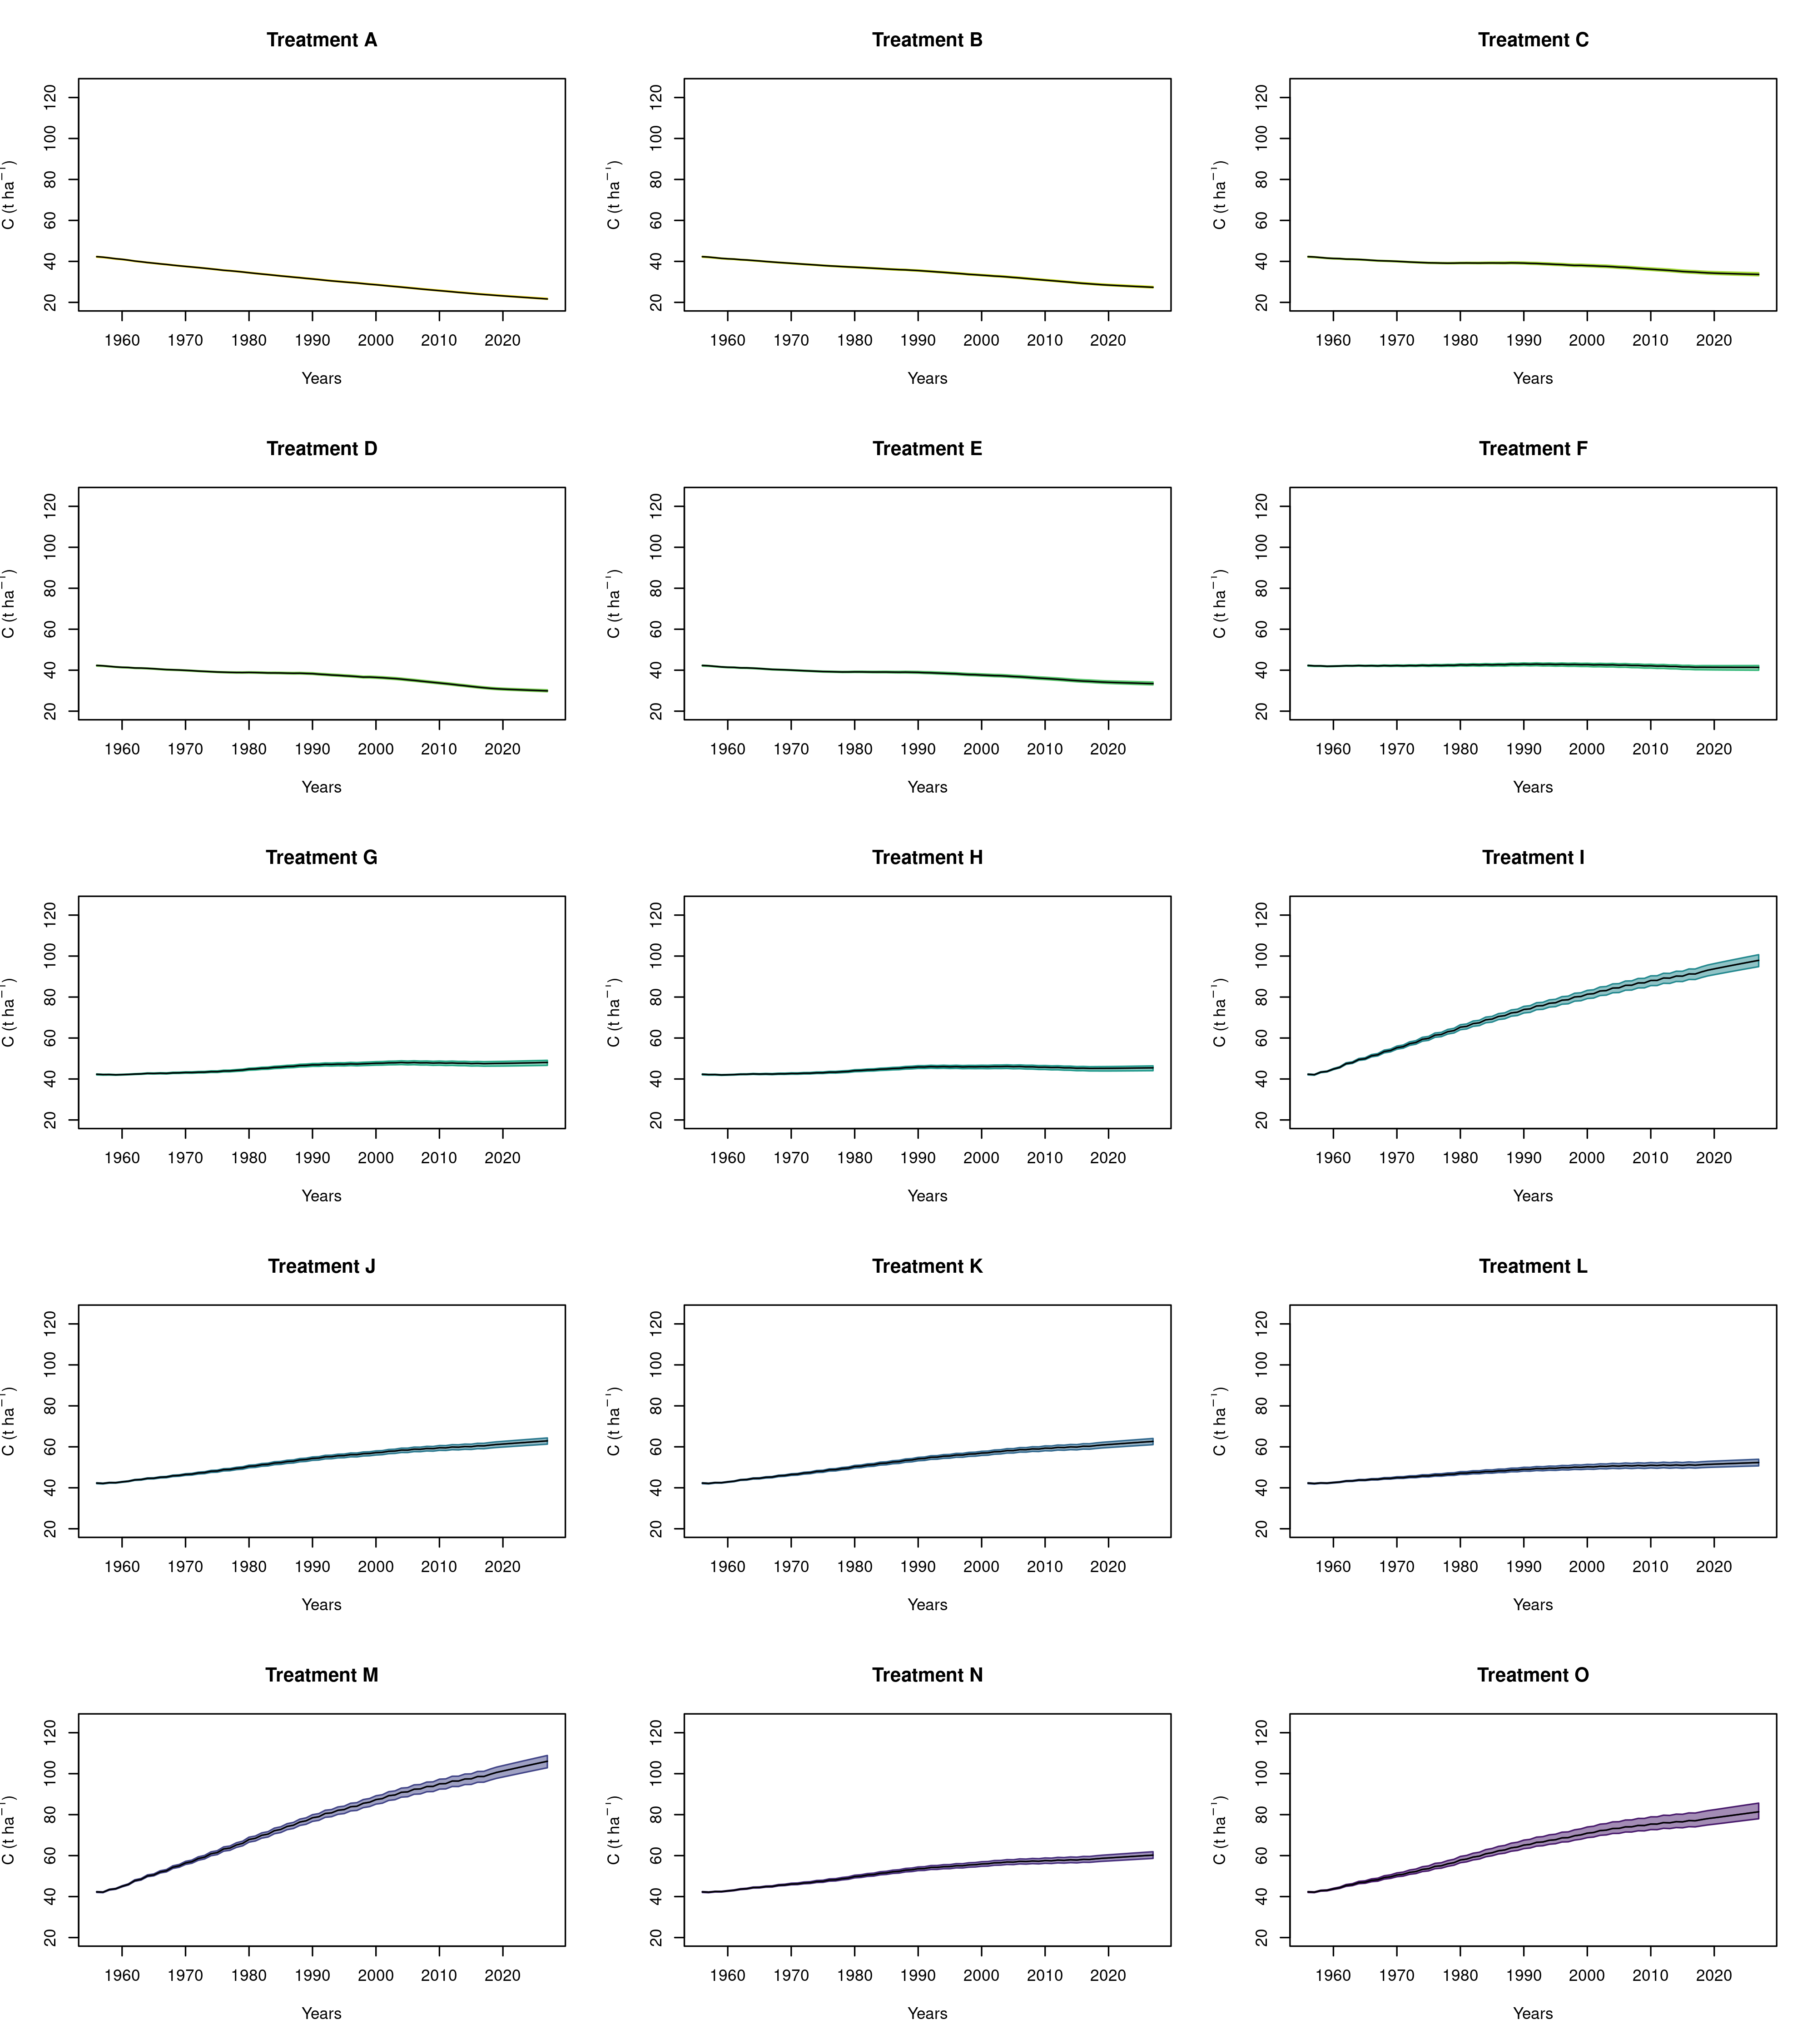 Treatment A
C (t ha⁻¹)
20 40 60 80 100 120
1960 1970 1980 1990 2000 2010 2020
Years
Treatment B
C (t ha⁻¹)
20 40 60 80 100 120
1960 1970 1980 1990 2000 2010 2020
Years
Treatment C
C (t ha⁻¹)
20 40 60 80 100 120
1960 1970 1980 1990 2000 2010 2020
Years
Treatment D
C (t ha⁻¹)
20 40 60 80 100 120
1960 1970 1980 1990 2000 2010 2020
Years
Treatment E
C (t ha⁻¹)
20 40 60 80 100 120
1960 1970 1980 1990 2000 2010 2020
Years
Treatment F
C (t ha⁻¹)
20 40 60 80 100 120
1960 1970 1980 1990 2000 2010 2020
Years
Treatment G
C (t ha⁻¹)
20 40 60 80 100 120
1960 1970 1980 1990 2000 2010 2020
Years
Treatment H
C (t ha⁻¹)
20 40 60 80 100 120
1960 1970 1980 1990 2000 2010 2020
Years
Treatment I
C (t ha⁻¹)
20 40 60 80 100 120
1960 1970 1980 1990 2000 2010 2020
Years
Treatment J
C (t ha⁻¹)
20 40 60 80 100 120
1960 1970 1980 1990 2000 2010 2020
Years
Treatment K
C (t ha⁻¹)
20 40 60 80 100 120
1960 1970 1980 1990 2000 2010 2020
Years
Treatment L
C (t ha⁻¹)
20 40 60 80 100 120
1960 1970 1980 1990 2000 2010 2020
Years
Treatment M
C (t ha⁻¹)
20 40 60 80 100 120
1960 1970 1980 1990 2000 2010 2020
Years
Treatment N
C (t ha⁻¹)
20 40 60 80 100 120
1960 1970 1980 1990 2000 2010 2020
Years
Treatment O
C (t ha⁻¹)
20 40 60 80 100 120
1960 1970 1980 1990 2000 2010 2020
Years